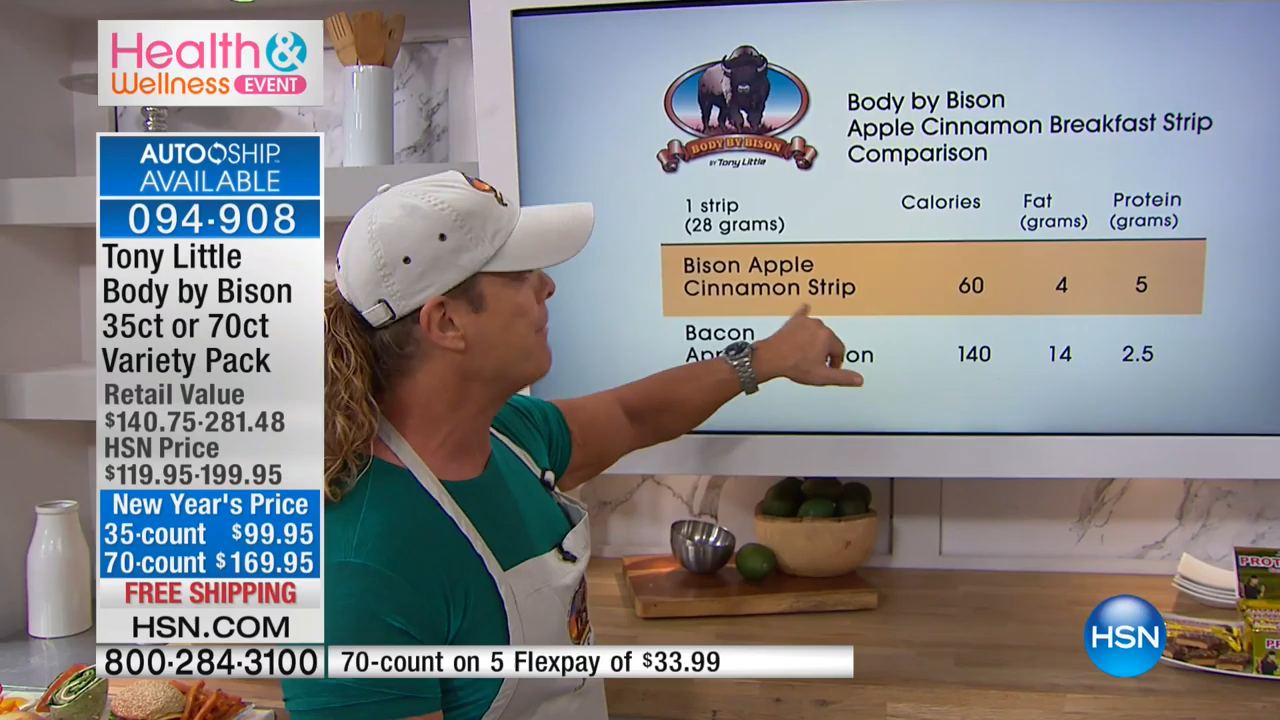 Health &
Wellness EVENT
AUTOSHIP™
AVAILABLE
094-908
Tony Little
Body by Bison
35ct or 70ct
Variety Pack
Retail Value
$140.75-281.48
HSN Price
$119.95-199.95
New Year's Price
35-count $99.95
70-count $169.95
FREE SHIPPING
HSN.COM
800-284-3100
70-count on 5 Flexpay of $33.99
BODY BY BISON
BY Tony Little
Body by Bison
Apple Cinnamon Breakfast Strip
Comparison
1 strip
(28 grams)
Calories
Fat
(grams)
Protein
(grams)
Bison Apple
Cinnamon Strip
60 4 5
Bacon
140 14 2.5
HSN